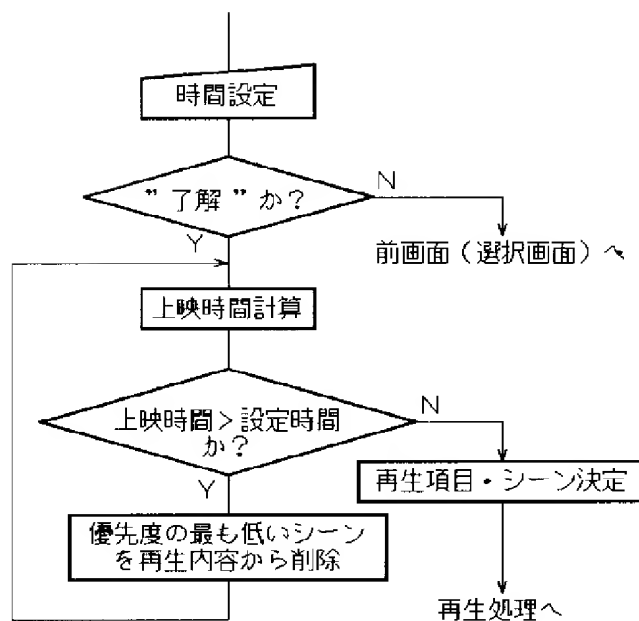 時間設定
”了解”か？
N
Y
前画面（選択画面）へ
上映時間計算
上映時間＞設定時間
か？
N
Y
再生項目・シーン決定
優先度の最も低いシーン
を再生内容から削除
再生処理へ